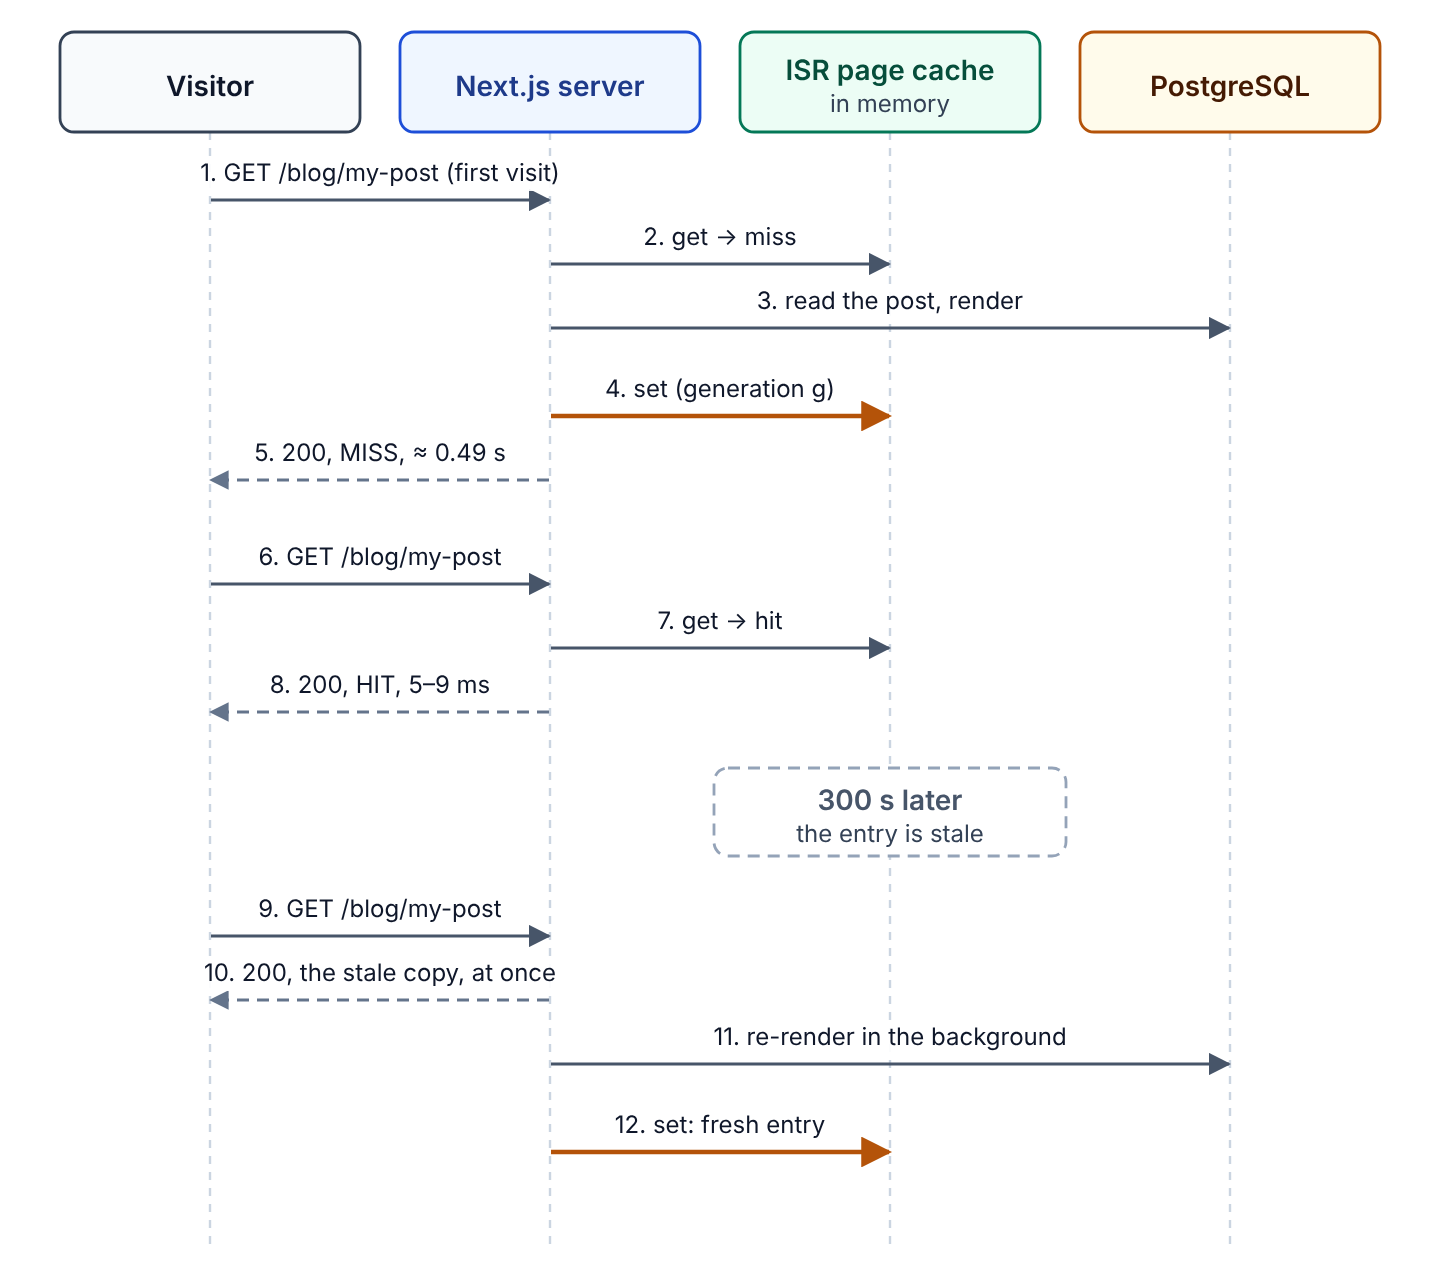 Visitor
Next.js server
ISR page cache
in memory
PostgreSQL
1. GET /blog/my-post (first visit)
2. get → miss
3. read the post, render
4. set (generation g)
5. 200, MISS, ≈ 0.49 s
6. GET /blog/my-post
7. get → hit
8. 200, HIT, 5–9 ms
300 s later
the entry is stale
9. GET /blog/my-post
10. 200, the stale copy, at once
11. re-render in the background
12. set: fresh entry